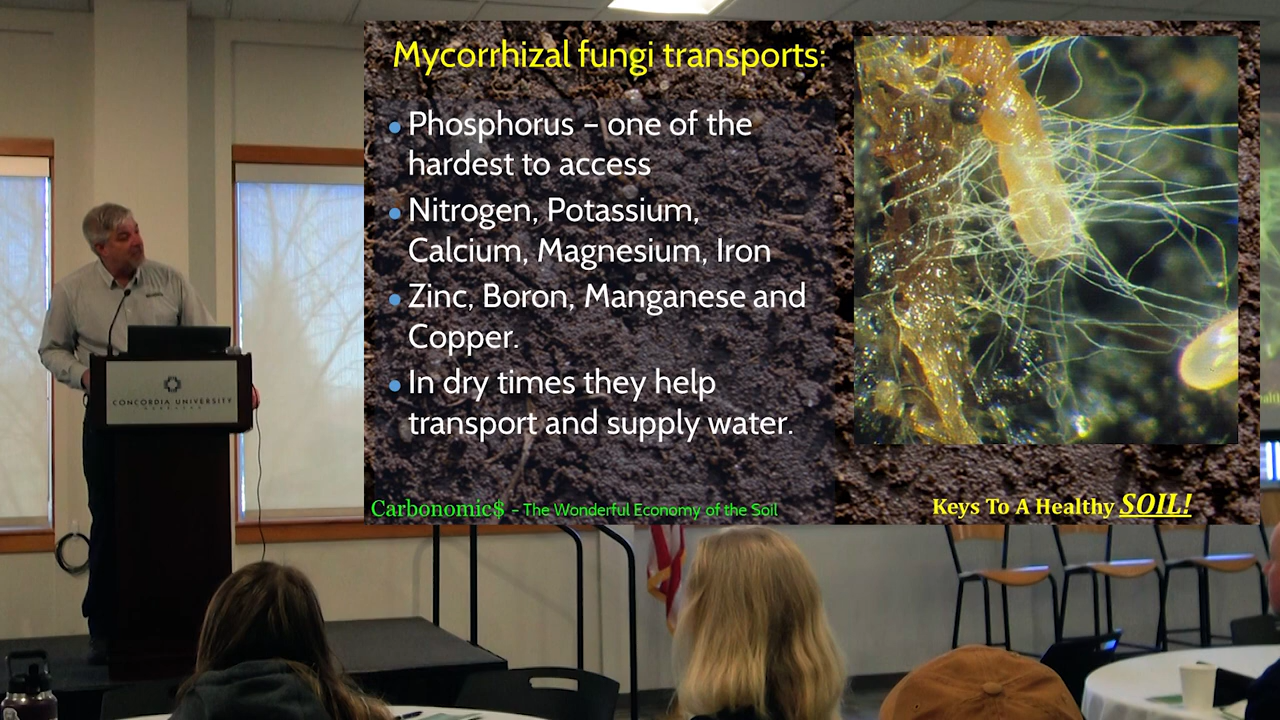 Mycorrhizal fungi transports:
• Phosphorus – one of the
hardest to access
• Nitrogen, Potassium,
Calcium, Magnesium, Iron
• Zinc, Boron, Manganese and
Copper.
• In dry times they help
transport and supply water.
Carbonomic$ - The Wonderful Economy of the Soil
Keys To A Healthy SOIL!
CONCORDIA UNIVERSITY
NEBRASKA